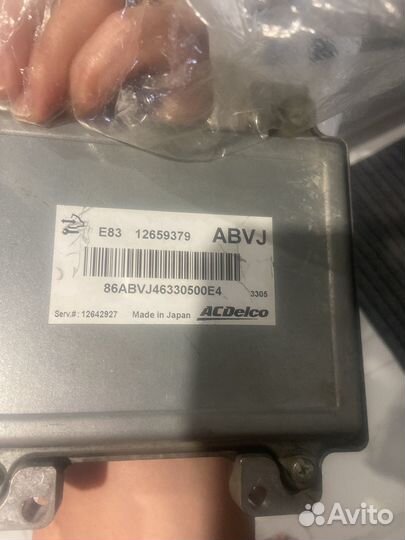 E83 12659379 ABVJ
86ABVJ46330500E4 3305
Serv.#: 12642927 Made in Japan ACDelco
Avito